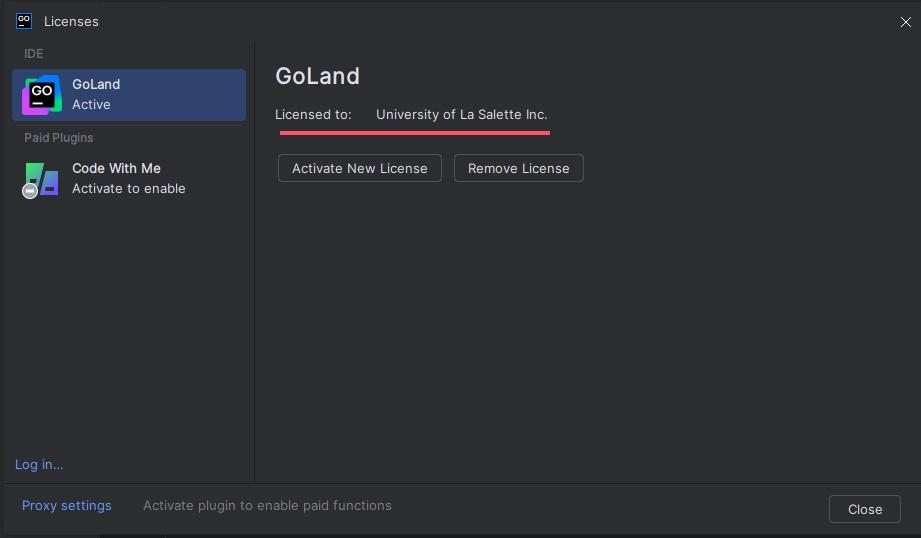 GO Licenses
IDE
GO GoLand
Active
Paid Plugins
Code With Me
Activate to enable
Log in...
GoLand
Licensed to: University of La Salette Inc.
Activate New License Remove License
Proxy settings Activate plugin to enable paid functions Close